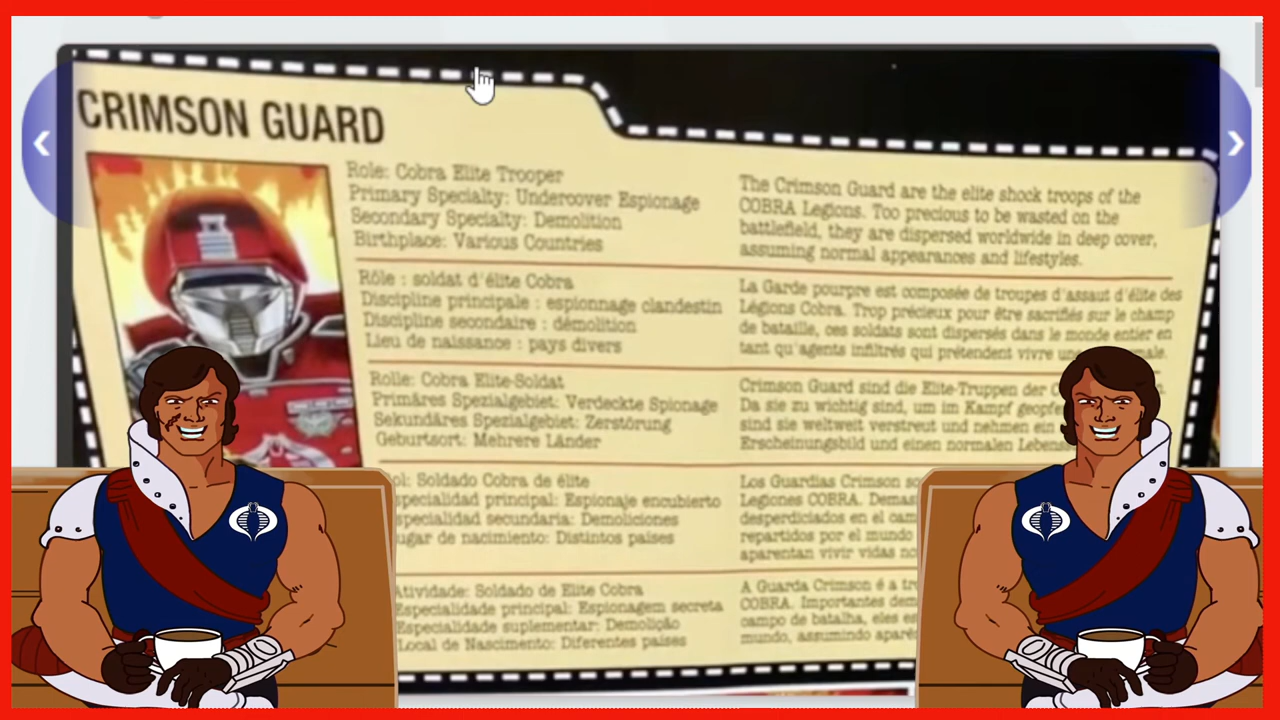 CRIMSON GUARD
Role: Cobra Elite Trooper
Primary Specialty: Undercover Espionage
Secondary Specialty: Demolition
Birthplace: Various Countries
The Crimson Guard are the elite shock troops of the
COBRA Legions. Too precious to be wasted on the
battlefield, they are dispersed worldwide in deep cover,
assuming normal appearances and lifestyles.
Rôle : soldat d'élite Cobra
Discipline principale : espionnage clandestin
Discipline secondaire : démolition
Lieu de naissance : pays divers
La Garde pourpre est composée de troupes d'assaut d'élite des
Légions Cobra. Trop précieux pour être sacrifiés sur le champ
de bataille, ces soldats sont dispersés dans le monde entier en
tant qu'agents infiltrés qui prétendent vivre
Rolle: Cobra Elite-Soldat
Primäres Spezialgebiet: Verdeckte Spionage
Sekundäres Spezialgebiet: Zerstörung
Geburtsort: Mehrere Länder
Crimson Guard sind die Elite-Truppen der
Da sie zu wichtig sind, um im Kampf
sind sie weltweit verstreut und nehmen ein
Erscheinungsbild und einen normalen
ol: Soldado Cobra de élite
specialidad principal: Espionaje encubierto
specialidad secundaria: Demoliciones
ugar de nacimiento: Distintos países
Los Guardias Crimson
Legiones COBRA.
desperdiciados en el
repartidos por el mundo
aparentan vivir vidas
Atividade: Soldado de Elite Cobra
Especialidade principal: Espionagem secreta
Especialidade suplementar: Demolição
Local de Nascimento: Diferentes países
A Guarda Crimson é a
COBRA. Importantes
campo de batalha, eles
mundo, assumindo